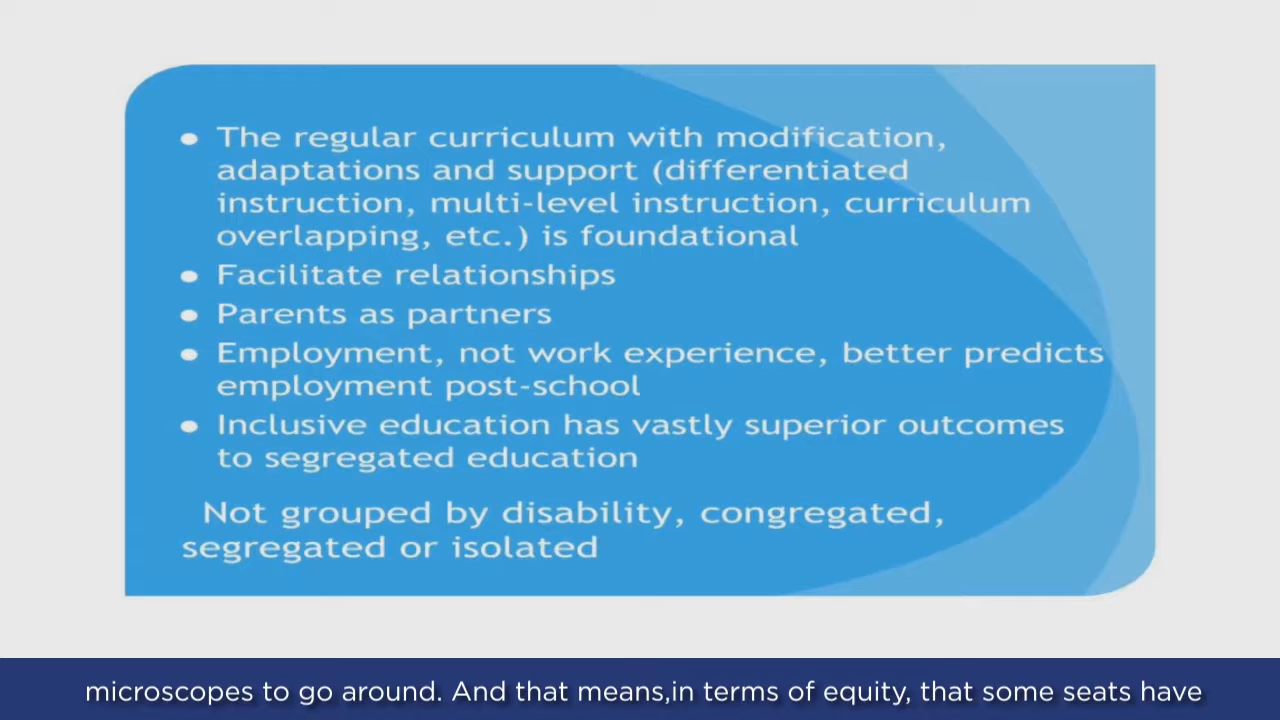 • The regular curriculum with modification,
adaptations and support (differentiated
instruction, multi-level instruction, curriculum
overlapping, etc.) is foundational
• Facilitate relationships
• Parents as partners
• Employment, not work experience, better predicts
employment post-school
• Inclusive education has vastly superior outcomes
to segregated education
Not grouped by disability, congregated,
segregated or isolated
microscopes to go around. And that means,in terms of equity, that some seats have